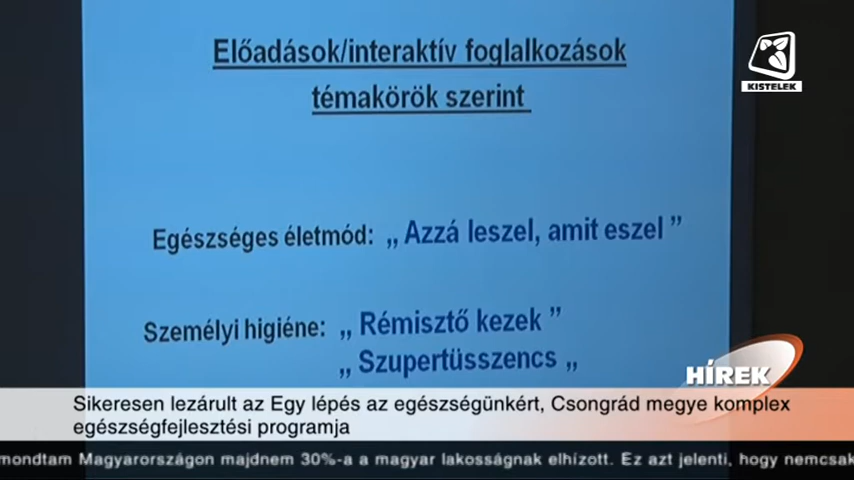 Előadások/interaktív foglalkozások
témakörök szerint
KISTELEK
Egészséges életmód: „ Azzá leszel, amit eszel ”
Személyi higiéne: „ Rémisztő kezek ”
„ Szupertüsszencs „
HÍREK
Sikeresen lezárult az Egy lépés az egészségünkért, Csongrád megye komplex
egészségfejlesztési programja
mondtam Magyarországon majdnem 30%-a a magyar lakosságnak elhízott. Ez azt jelenti, hogy nemcsak